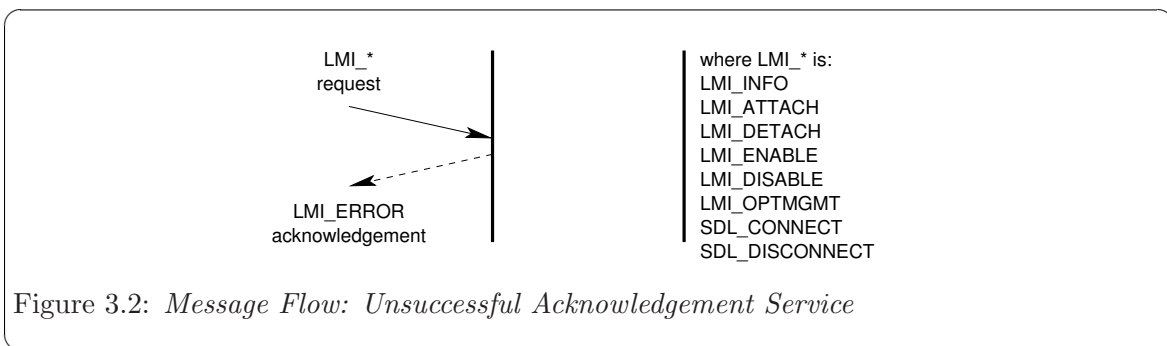 LMI_*
request
LMI_ERROR
acknowledgement
where LMI_* is:
LMI_INFO
LMI_ATTACH
LMI_DETACH
LMI_ENABLE
LMI_DISABLE
LMI_OPTMGMT
SDL_CONNECT
SDL_DISCONNECT
Figure 3.2: Message Flow: Unsuccessful Acknowledgement Service